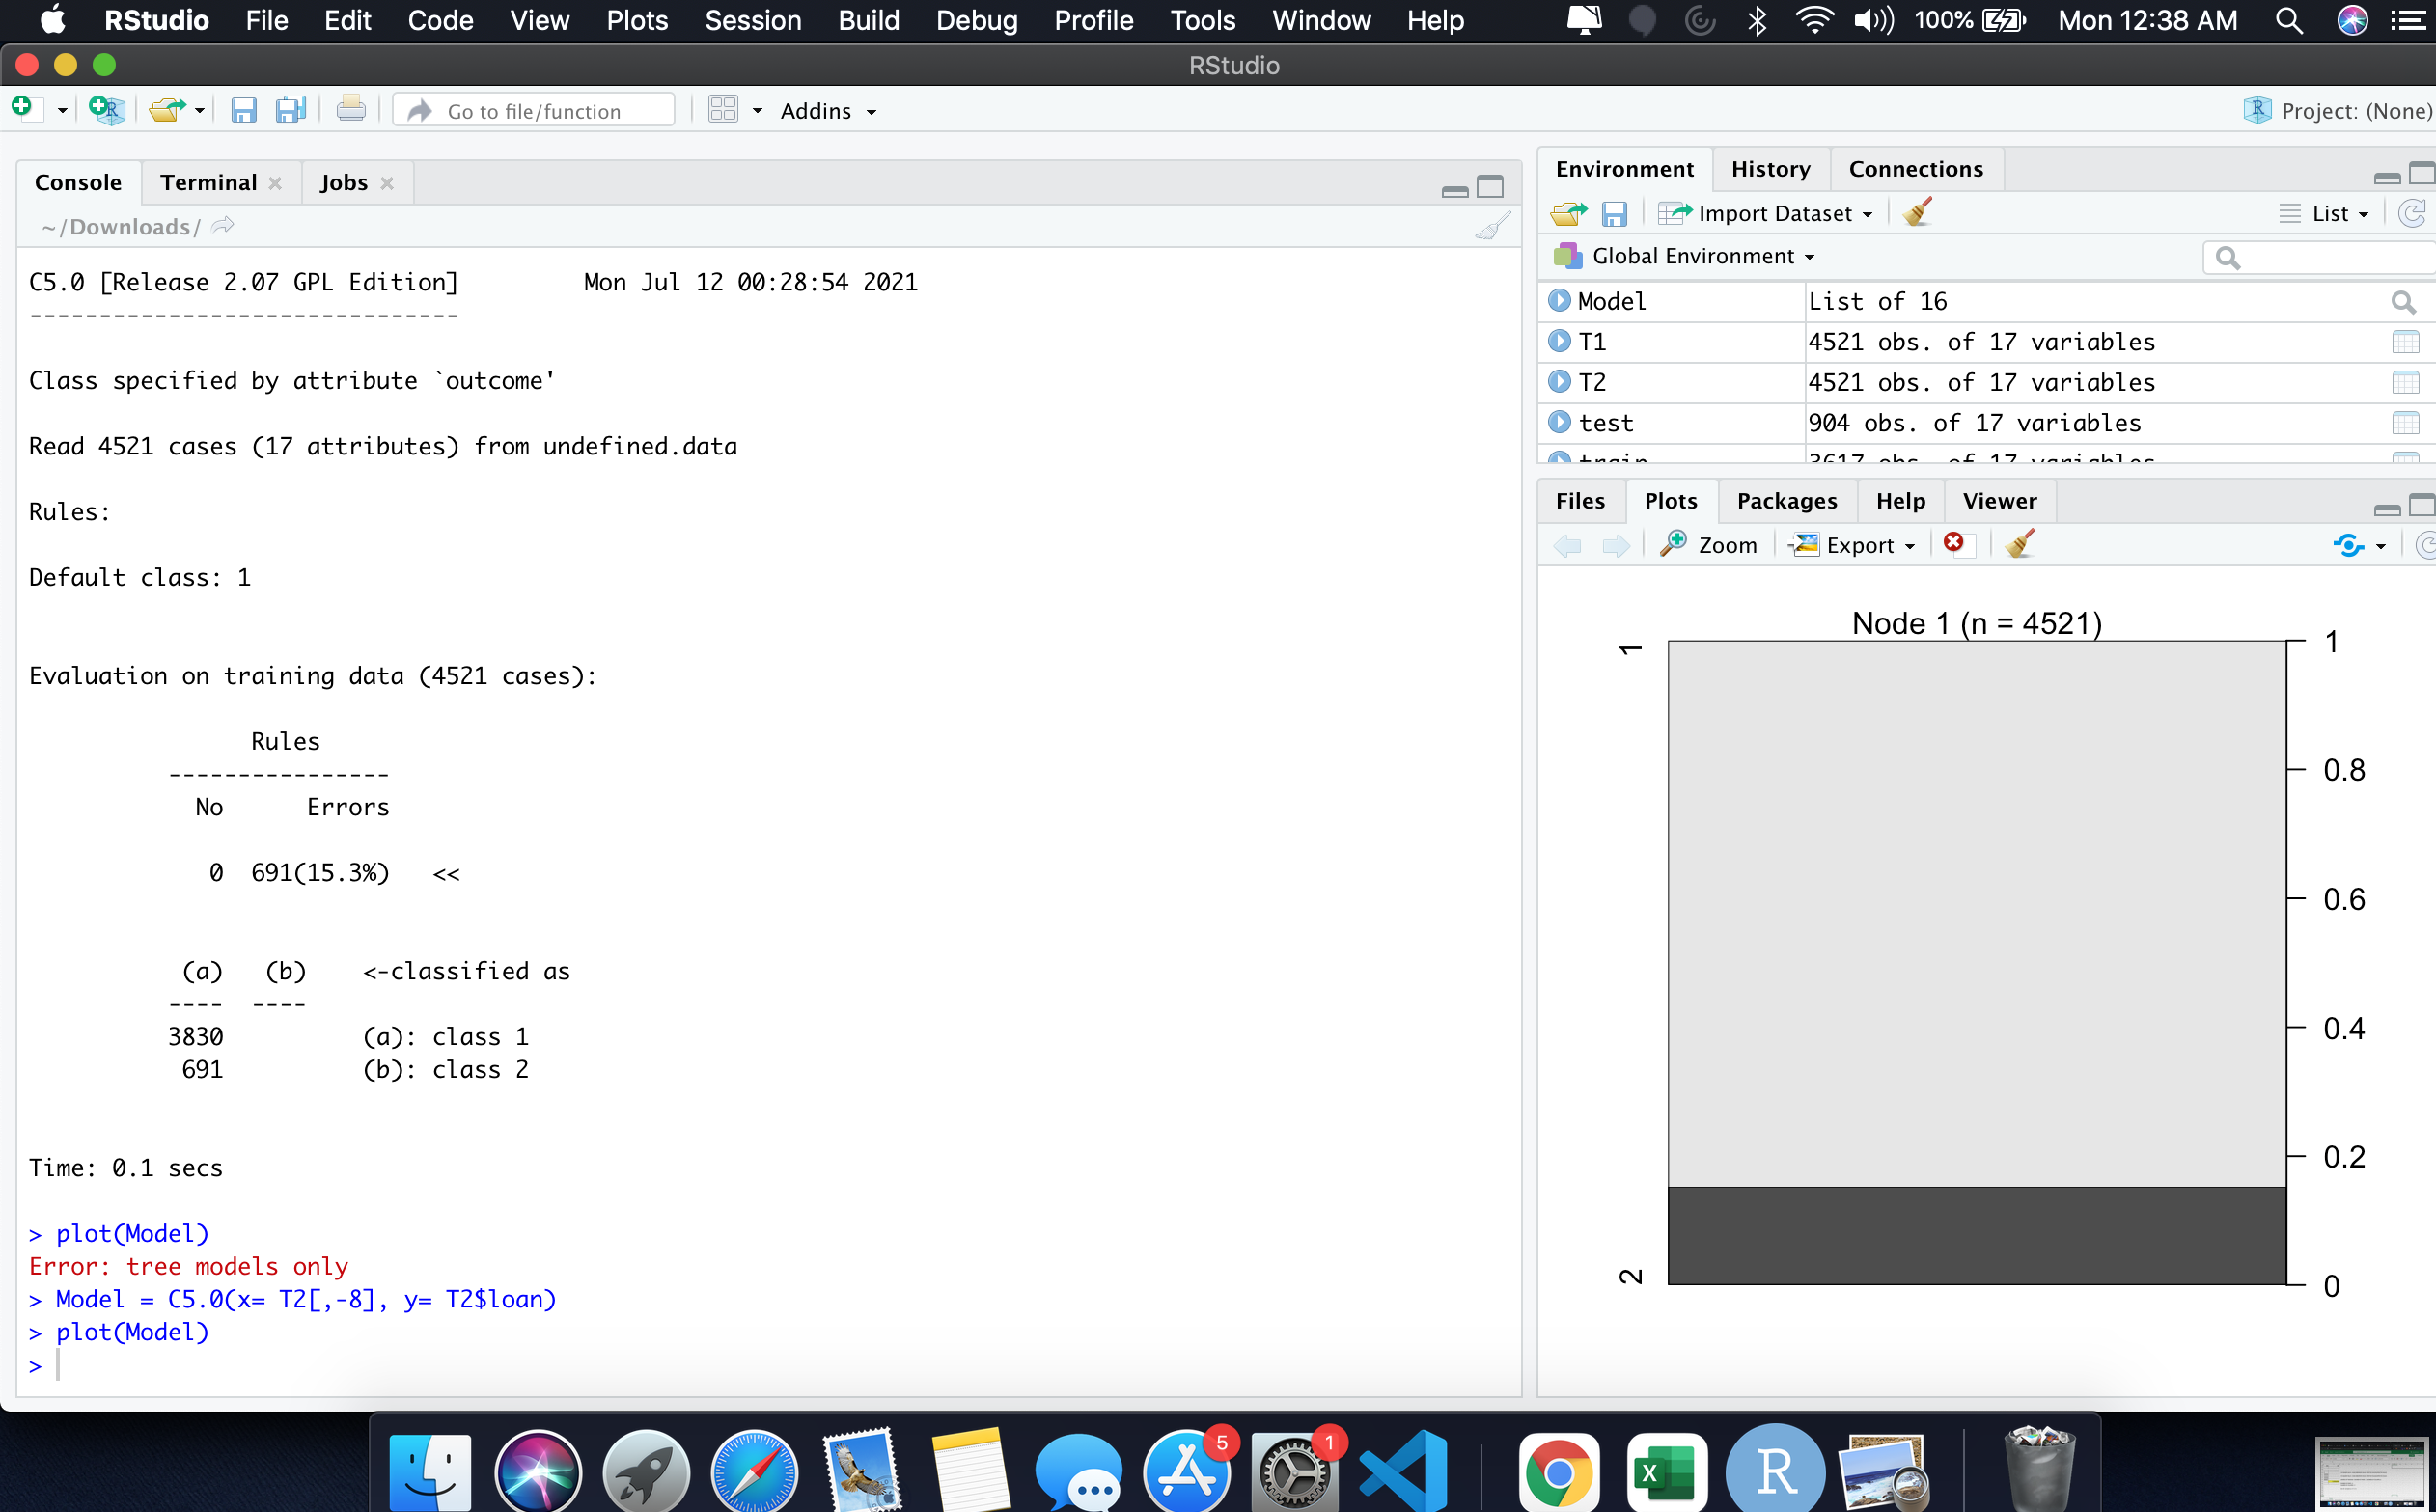 RStudio File Edit Code View Plots Session Build Debug Profile Tools Window Help 100% Mon 12:38 AM
RStudio
Go to file/function Addins Project: (None)
Console Terminal Jobs
~/Downloads/
C5.0 [Release 2.07 GPL Edition] Mon Jul 12 00:28:54 2021
-------------------------------
Class specified by attribute `outcome'
Read 4521 cases (17 attributes) from undefined.data
Rules:
Default class: 1
Evaluation on training data (4521 cases):
Rules
----------------
No Errors
0 691(15.3%) <<
(a) (b) <-classified as
---- ----
3830 (a): class 1
691 (b): class 2
Time: 0.1 secs
> plot(Model)
Error: tree models only
> Model = C5.0(x= T2[,-8], y= T2$loan)
> plot(Model)
>
Environment History Connections
Import Dataset List
Global Environment
Model List of 16
T1 4521 obs. of 17 variables
T2 4521 obs. of 17 variables
test 904 obs. of 17 variables
train 3617 obs. of 17 variables
Files Plots Packages Help Viewer
Zoom Export
Node 1 (n = 4521)
1 1
0.8
0.6
0.4
0.2
2 0
5 1
X R